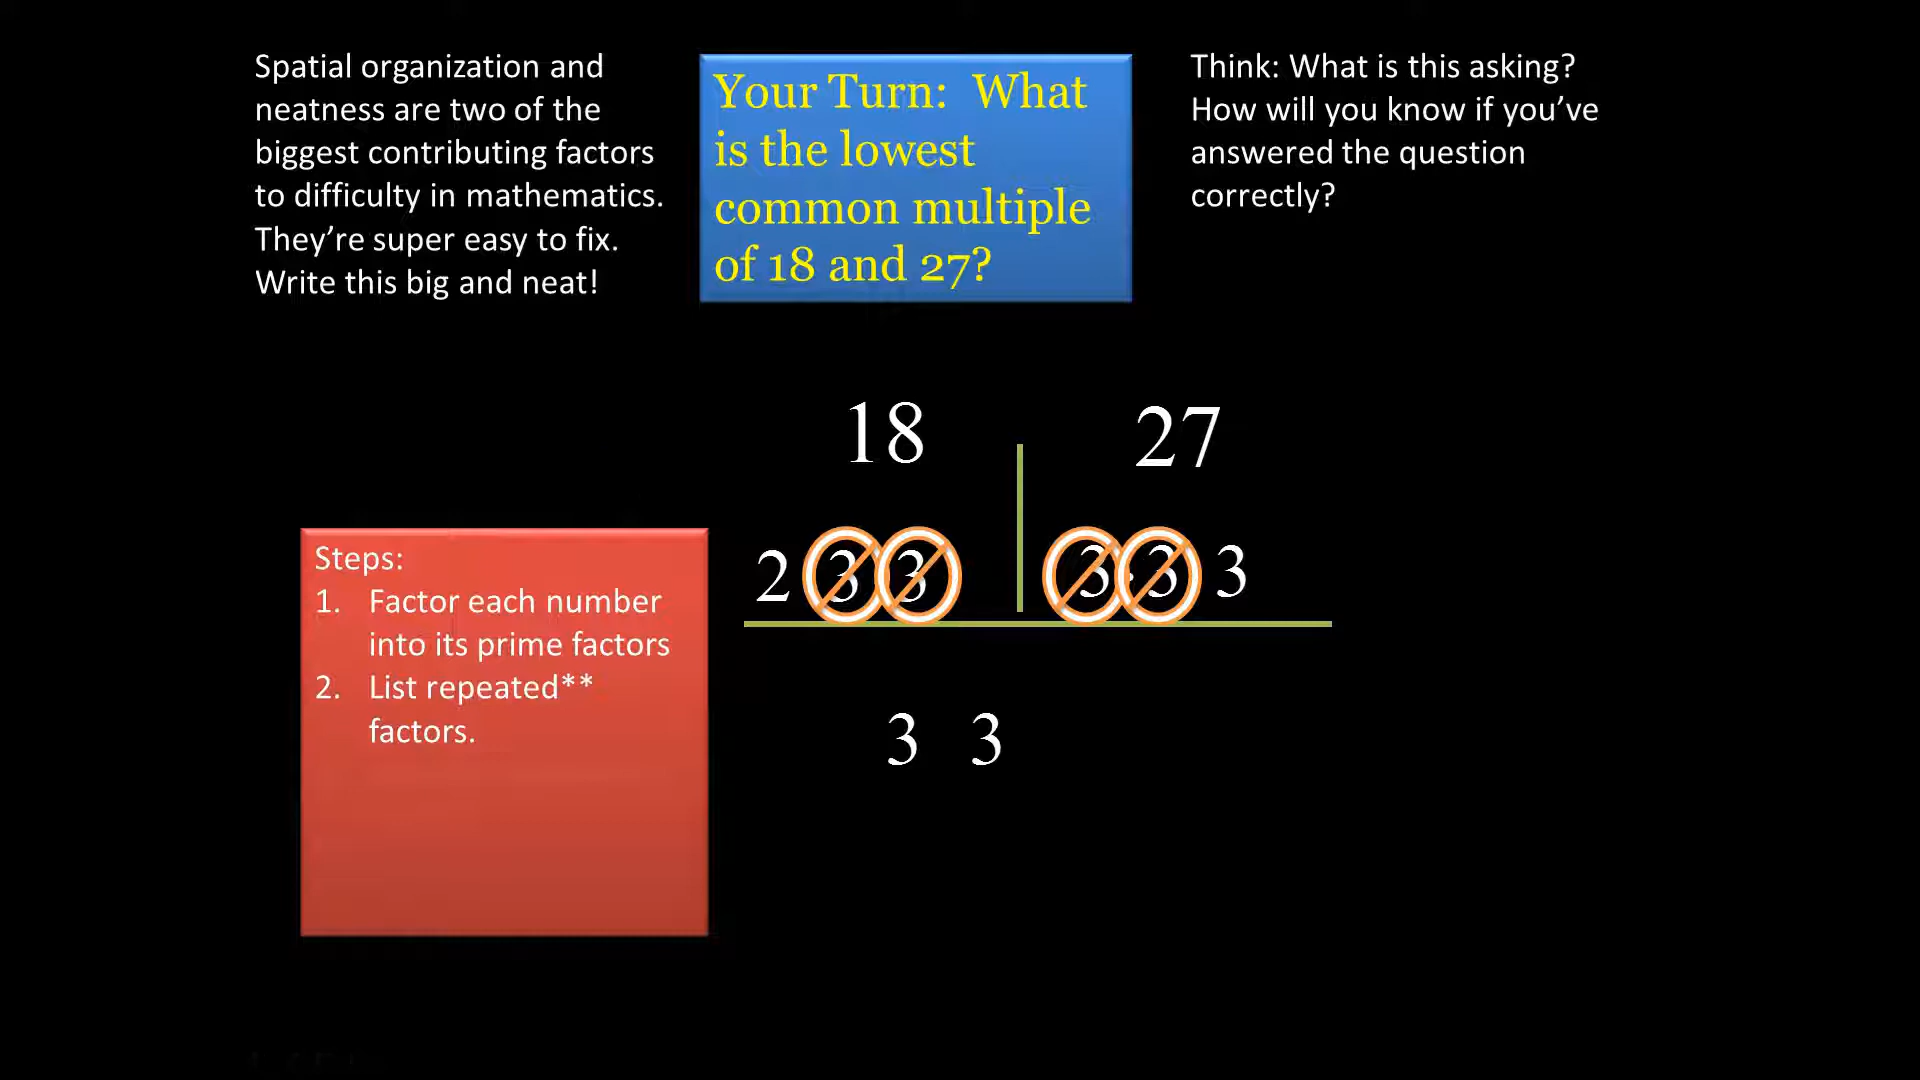 Spatial organization and
neatness are two of the
biggest contributing factors
to difficulty in mathematics.
They’re super easy to fix.
Write this big and neat!
Your Turn: What
is the lowest
common multiple
of 18 and 27?
Think: What is this asking?
How will you know if you’ve
answered the question
correctly?
18 27
2 3 3 3·3 3
3 3
Steps:
1. Factor each number
into its prime factors
2. List repeated**
factors.